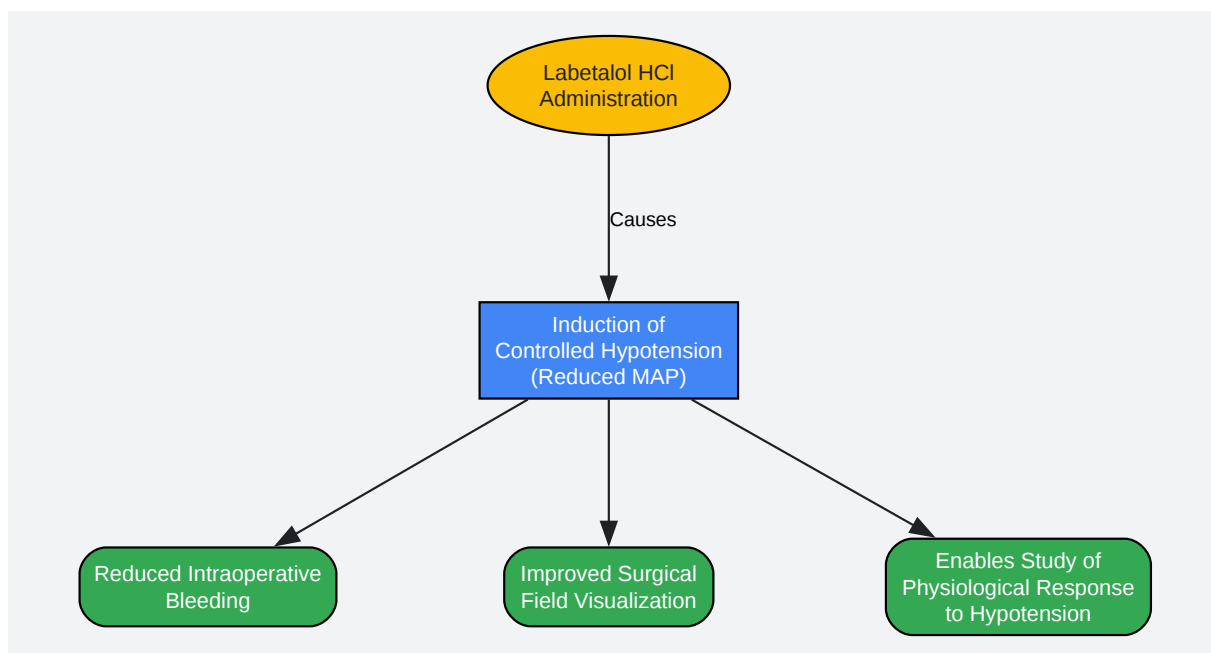 Labetalol HCl
Administration
Causes
Induction of
Controlled Hypotension
(Reduced MAP)
Reduced Intraoperative
Bleeding
Improved Surgical
Field Visualization
Enables Study of
Physiological Response
to Hypotension